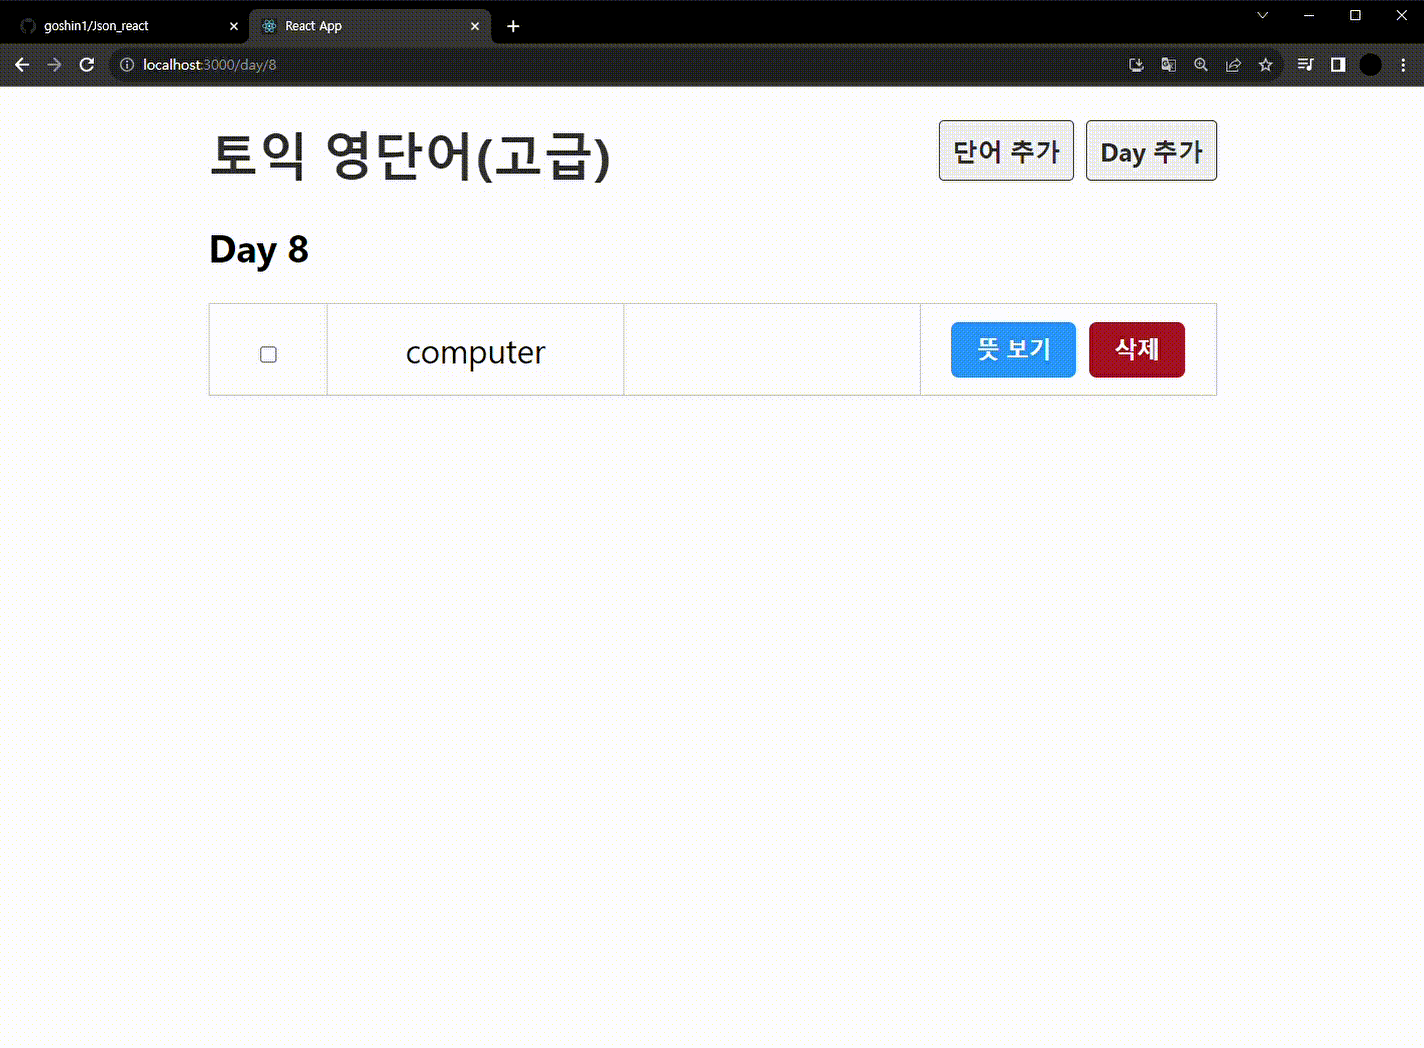 goshin1/Json_react
React App
localhost:3000/day/8
토익 영단어(고급)
단어 추가
Day 추가
Day 8
computer
뜻 보기
삭제